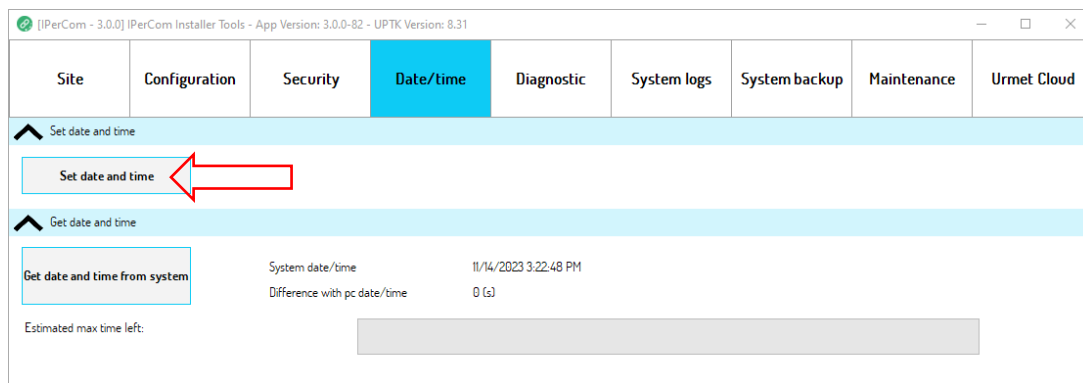 [IPerCom - 3.0.0] IPerCom Installer Tools - App Version: 3.0.0-82 - UPTK Version: 8.31
Site Configuration Security Date/time Diagnostic System logs System backup Maintenance Urmet Cloud
Set date and time
Set date and time
Get date and time
Get date and time from system
System date/time 11/14/2023 3:22:48 PM
Difference with pc date/time 0 (s)
Estimated max time left: